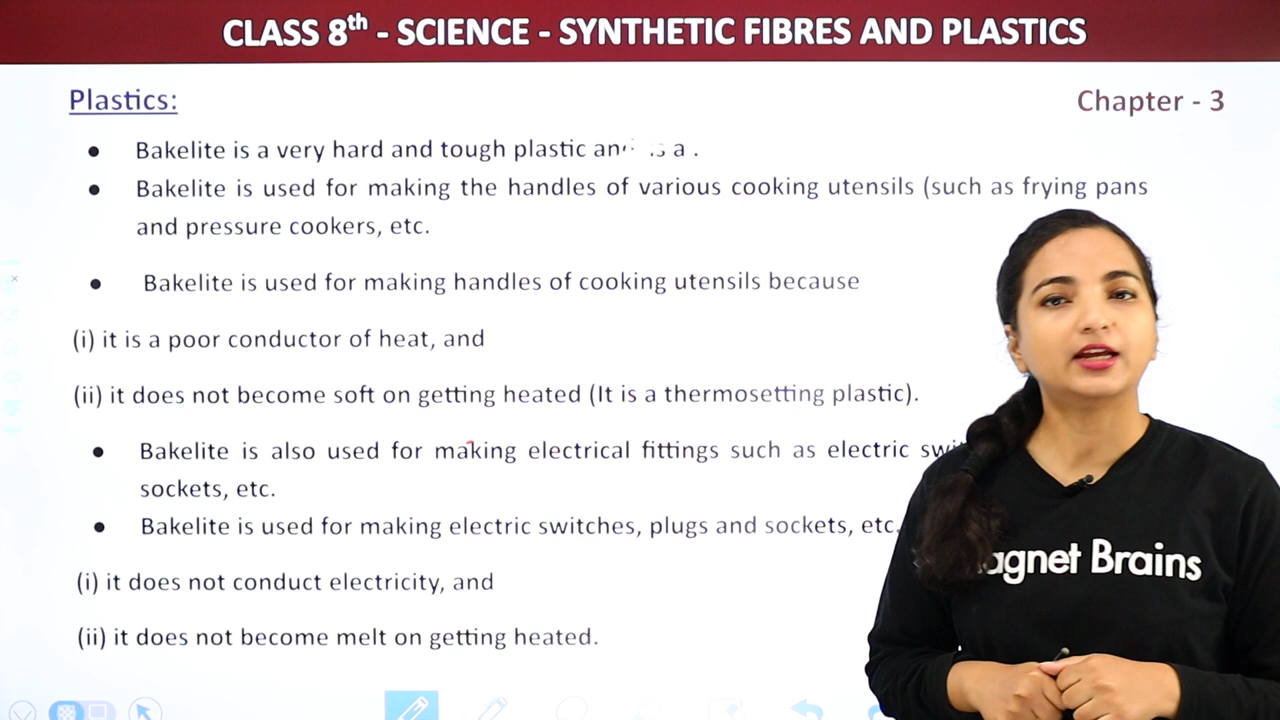 CLASS 8th - SCIENCE - SYNTHETIC FIBRES AND PLASTICS
Plastics:
Chapter - 3
● Bakelite is a very hard and tough plastic a .
● Bakelite is used for making the handles of various cooking utensils (such as frying pans
and pressure cookers, etc.
● Bakelite is used for making handles of cooking utensils because
(i) it is a poor conductor of heat, and
(ii) it does not become soft on getting heated (It is a thermosetting plastic).
● Bakelite is also used for making electrical fittings such as electric
sockets, etc.
● Bakelite is used for making electric switches, plugs and sockets, etc.
(i) it does not conduct electricity, and
(ii) it does not become melt on getting heated.
agnet Brains